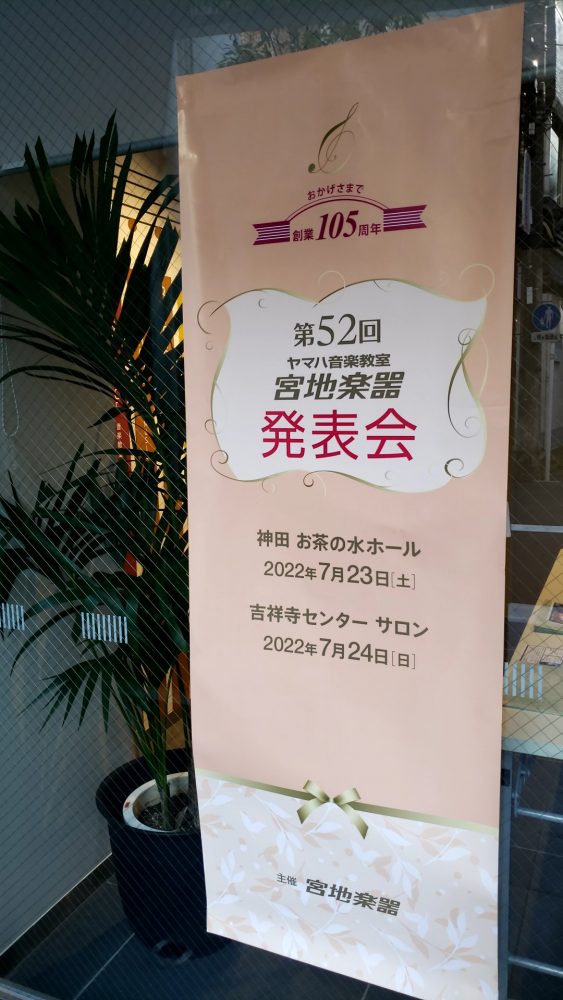 おかげさまで
創業105周年
第52回
ヤマハ音楽教室
宮地楽器
発表会
神田 お茶の水ホール
2022年7月23日[土]
吉祥寺センター サロン
2022年7月24日[日]
主催 宮地楽器